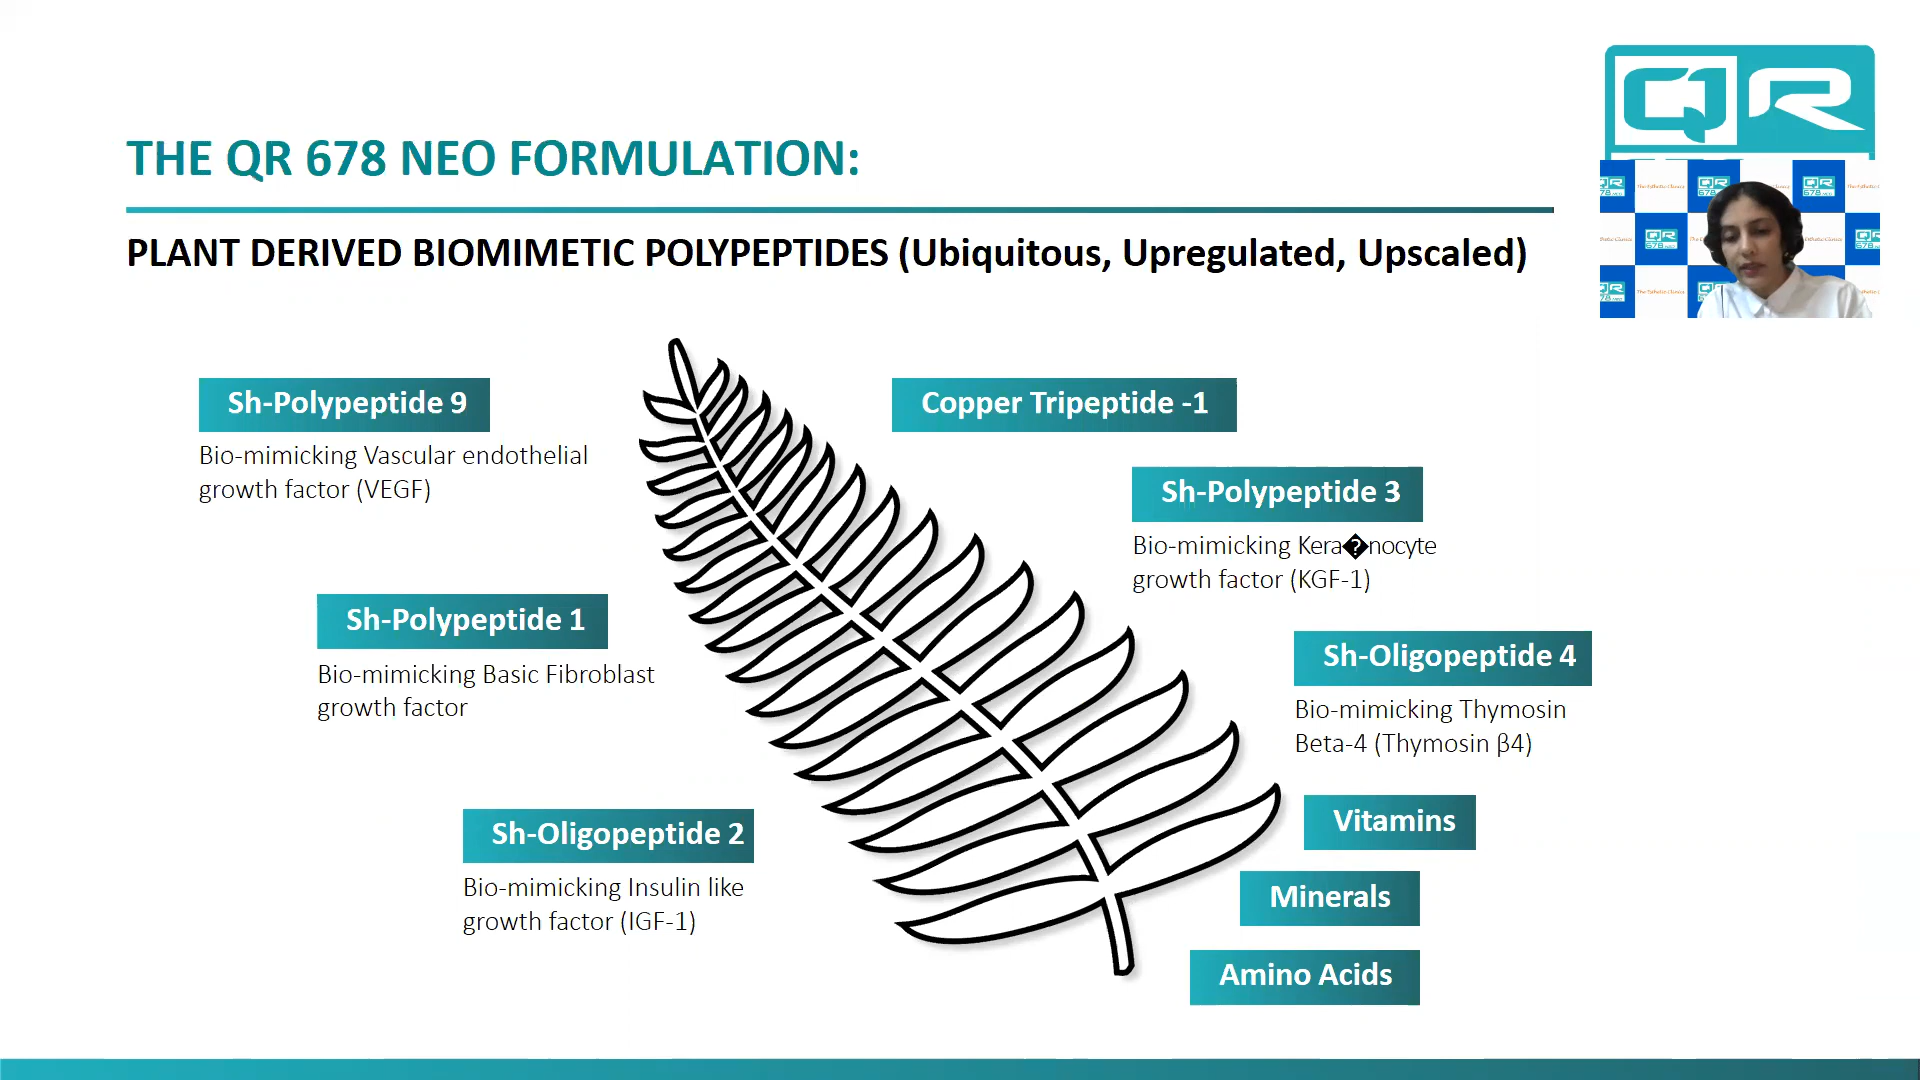 QR
THE QR 678 NEO FORMULATION:
PLANT DERIVED BIOMIMETIC POLYPEPTIDES (Ubiquitous, Upregulated, Upscaled)
Sh-Polypeptide 9
Bio-mimicking Vascular endothelial
growth factor (VEGF)
Copper Tripeptide -1
Sh-Polypeptide 3
Bio-mimicking Kera�nocyte
growth factor (KGF-1)
Sh-Polypeptide 1
Bio-mimicking Basic Fibroblast
growth factor
Sh-Oligopeptide 4
Bio-mimicking Thymosin
Beta-4 (Thymosin β4)
Sh-Oligopeptide 2
Bio-mimicking Insulin like
growth factor (IGF-1)
Vitamins
Minerals
Amino Acids